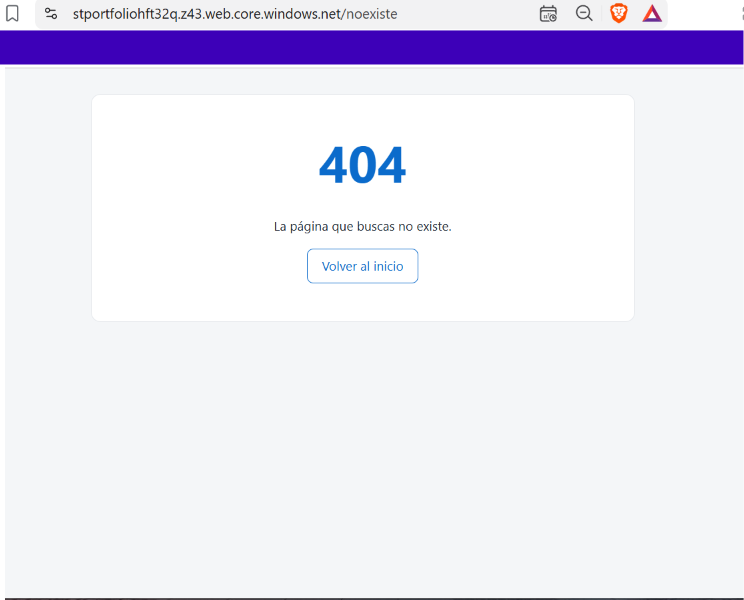 stportfoliohft32q.z43.web.core.windows.net/noexiste
404
La página que buscas no existe.
Volver al inicio